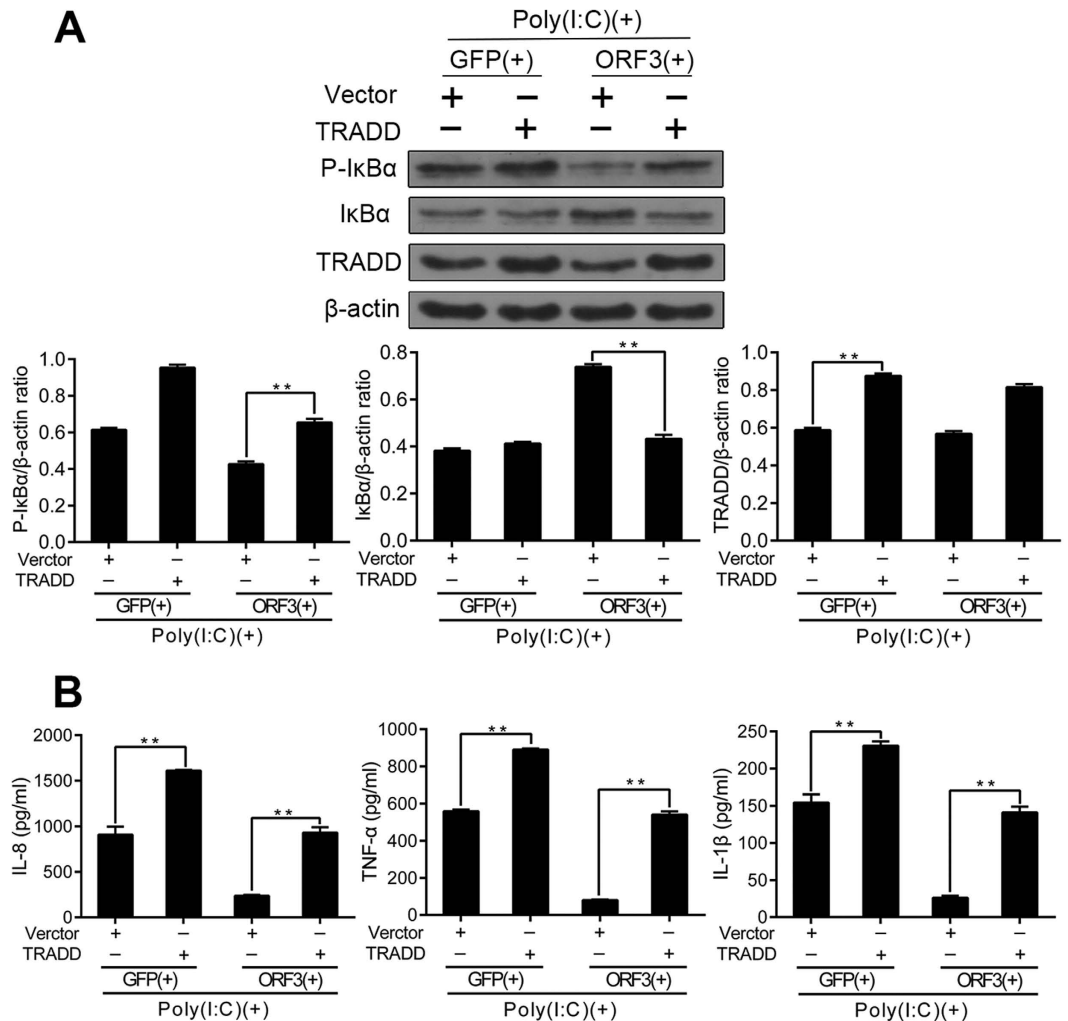 A
Poly(I:C)(+)
GFP(+) ORF3(+)
Vector + − + −
TRADD − + − +
P-IκBα
IκBα
TRADD
β-actin
P-IκBα/β-actin ratio
1.0
0.8
0.6
0.4
0.2
0.0
**
Verctor + − + −
TRADD − + − +
GFP(+) ORF3(+)
Poly(I:C)(+)
IκBα/β-actin ratio
0.8
0.6
0.4
0.2
0.0
**
+ − + −
− + − +
GFP(+) ORF3(+)
Poly(I:C)(+)
Verctor
TRADD
TRADD/β-actin ratio
1.0
0.8
0.6
0.4
0.2
0.0
**
+ − + −
− + − +
GFP(+) ORF3(+)
Poly(I:C)(+)
Verctor
TRADD
B
IL-8 (pg/ml)
2000
1500
1000
500
0
** **
Verctor + − + −
TRADD − + − +
GFP(+) ORF3(+)
Poly(I:C)(+)
TNF-α (pg/ml)
1000
800
600
400
200
0
** **
Verctor + − + −
TRADD − + − +
GFP(+) ORF3(+)
Poly(I:C)(+)
IL-1β (pg/ml)
250
200
150
100
50
0
** **
Verctor + − + −
TRADD − + − +
GFP(+) ORF3(+)
Poly(I:C)(+)